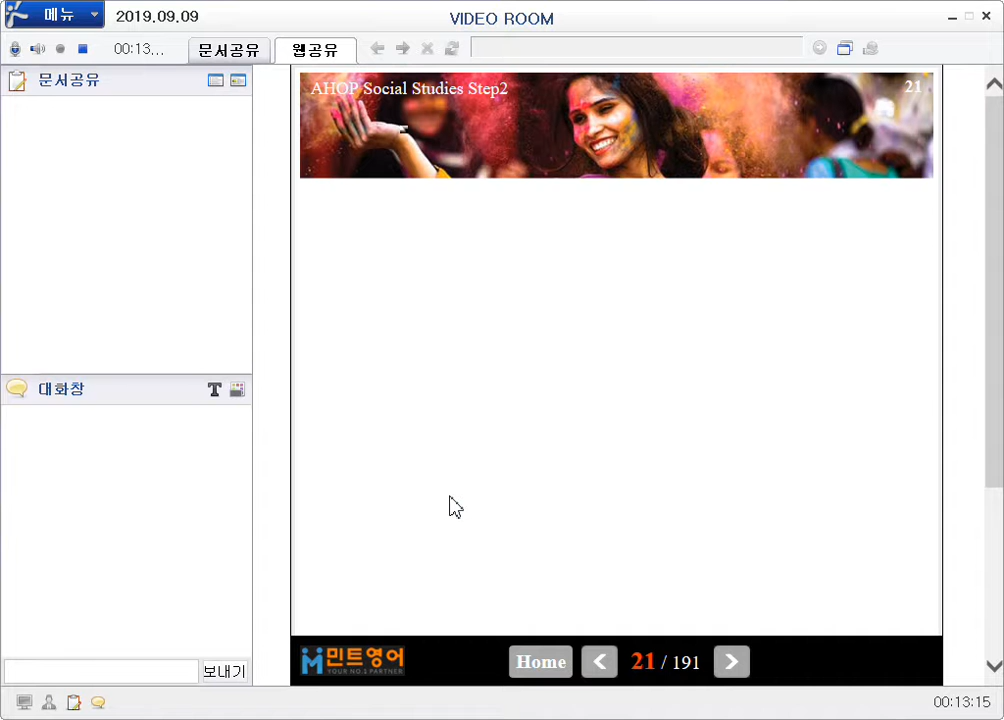 메뉴
2019.09.09
VIDEO ROOM
00:13...
문서공유
웹공유
문서공유
AHOP Social Studies Step2
21
대화창
T
보내기
민트영어
YOUR NO.1 PARTNER
Home
21 / 191
00:13:15